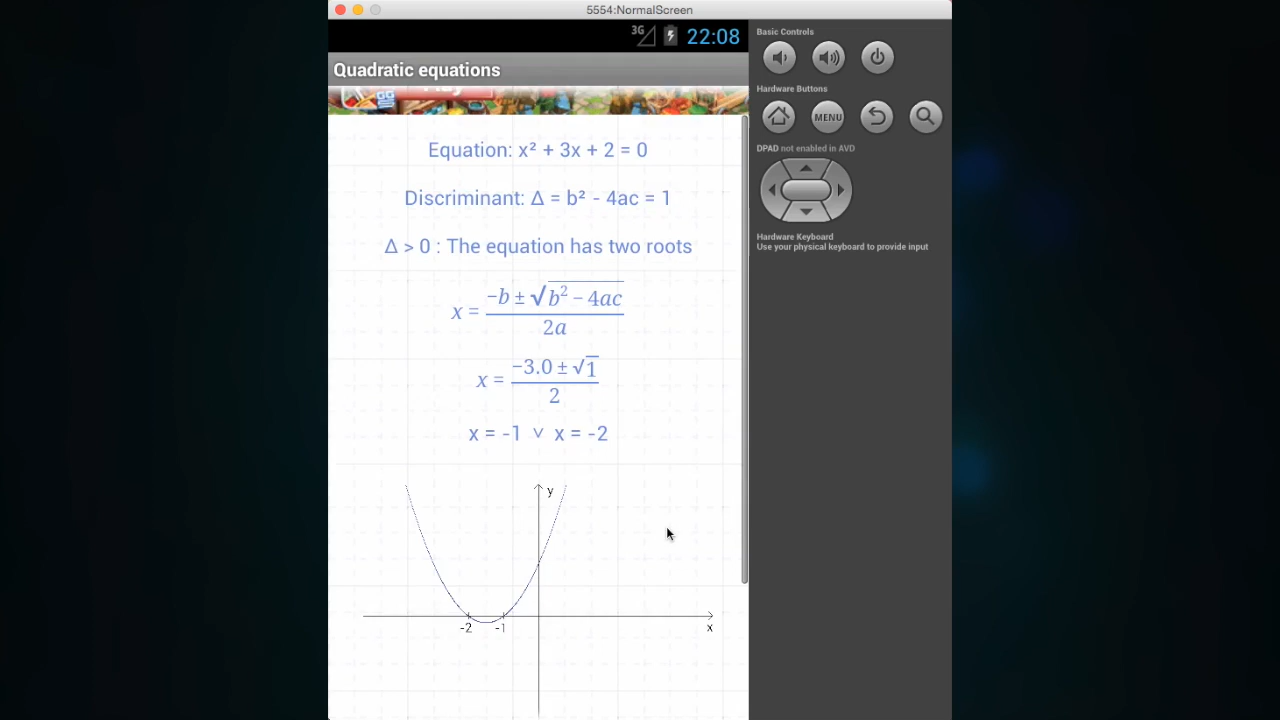 5554:NormalScreen
3G 22:08
Quadratic equations
GG
Equation: x² + 3x + 2 = 0
Discriminant: Δ = b² - 4ac = 1
Δ > 0 : The equation has two roots
x = −b ± √b² − 4ac / 2a
x = −3.0 ± √1 / 2
x = -1 ∨ x = -2
y
-2 -1 x
Basic Controls
Hardware Buttons
MENU
DPAD not enabled in AVD
Hardware Keyboard
Use your physical keyboard to provide input